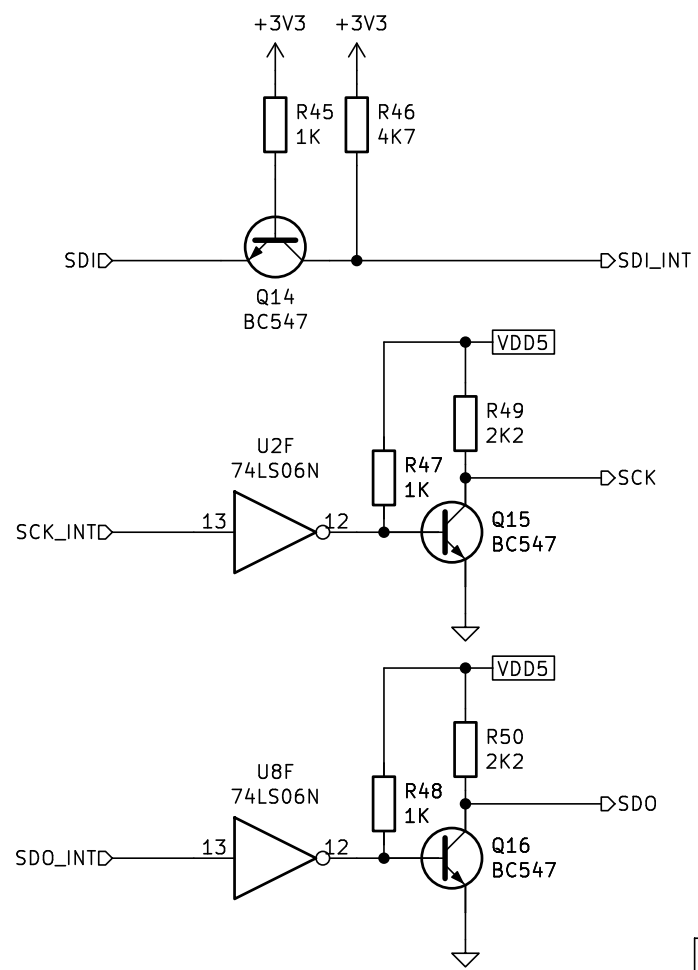 +3V3 +3V3
R45 R46
1K 4K7
SDI SDI_INT
Q14
BC547
VDD5
R49
2K2
U2F
74LS06N
R47
1K
SCK
13 12
SCK_INT
Q15
BC547
VDD5
R50
2K2
U8F
74LS06N
R48
1K
SDO
13 12
SDO_INT
Q16
BC547